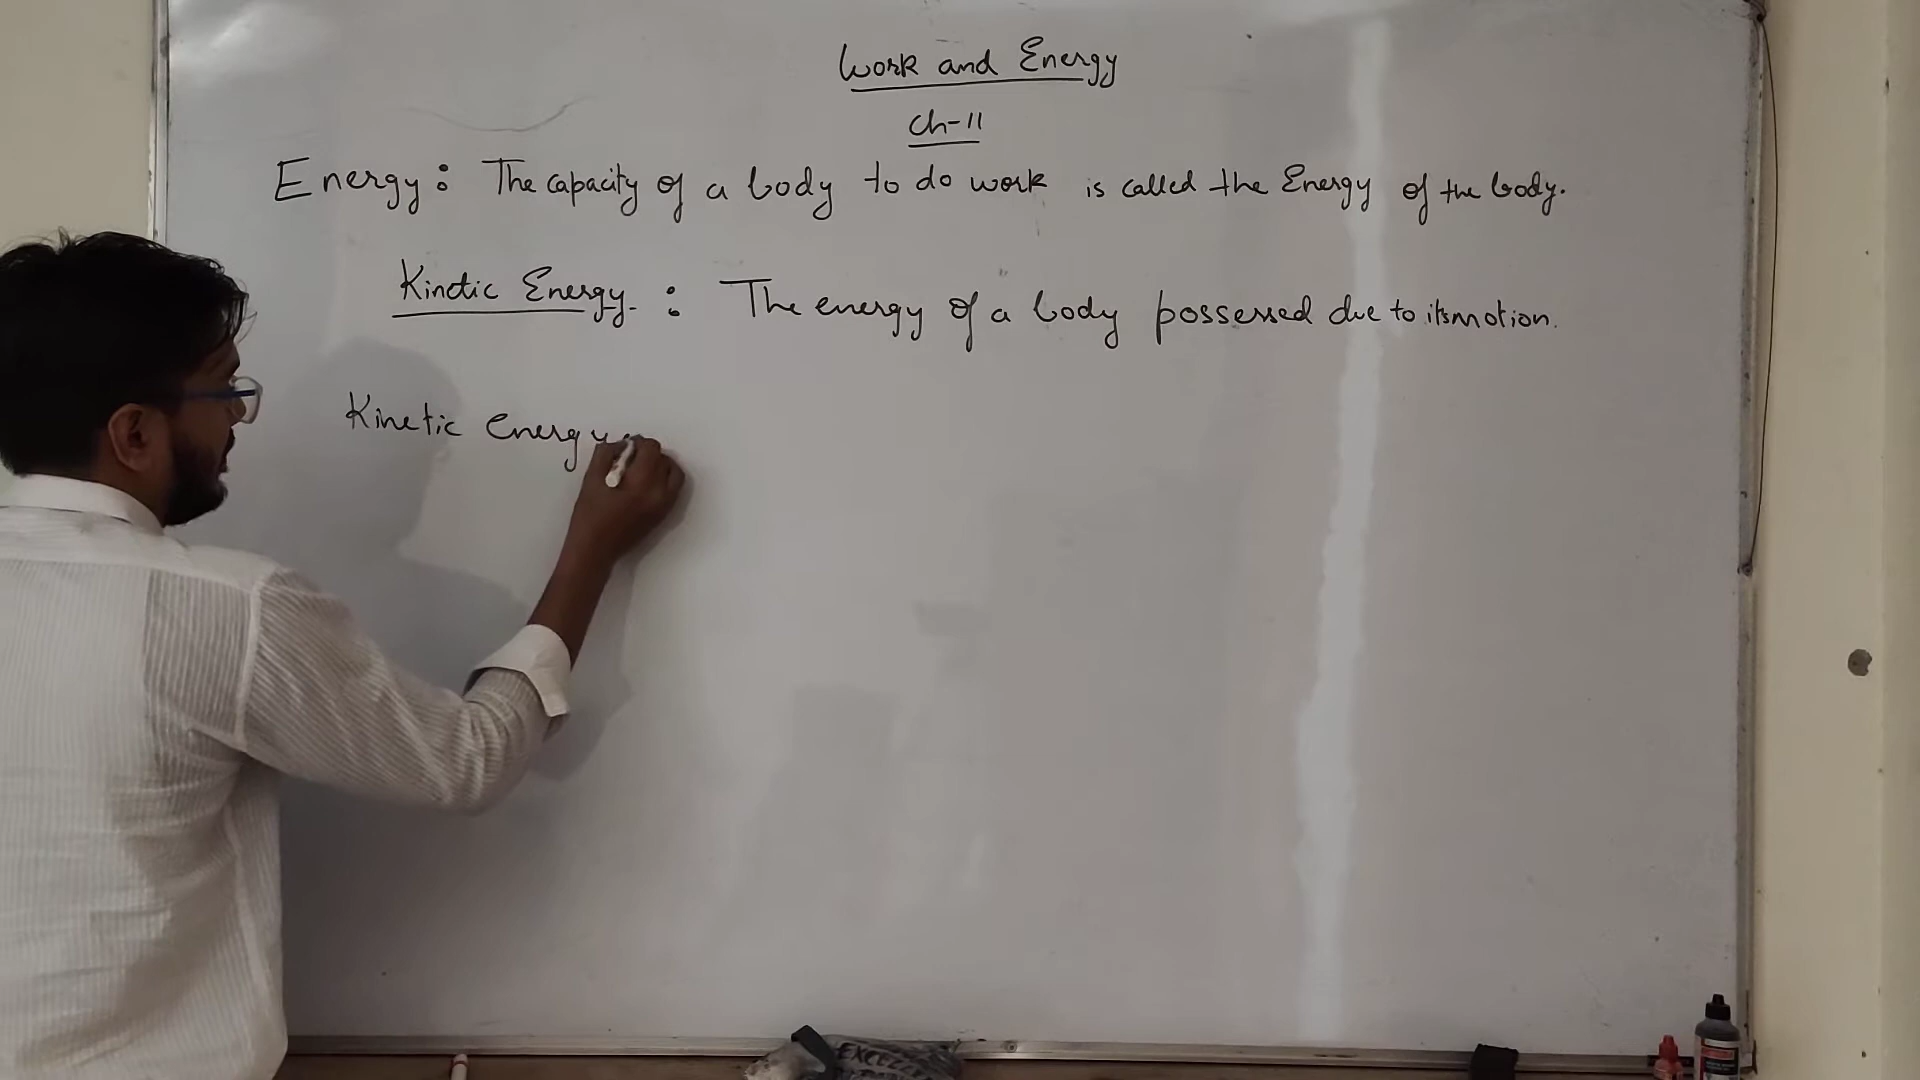 Work and Energy
Ch-11
Energy: The capacity of a body to do work is called the Energy of the body.
Kinetic Energy : The energy of a body possessed due to its motion.
Kinetic energy
EXCELL